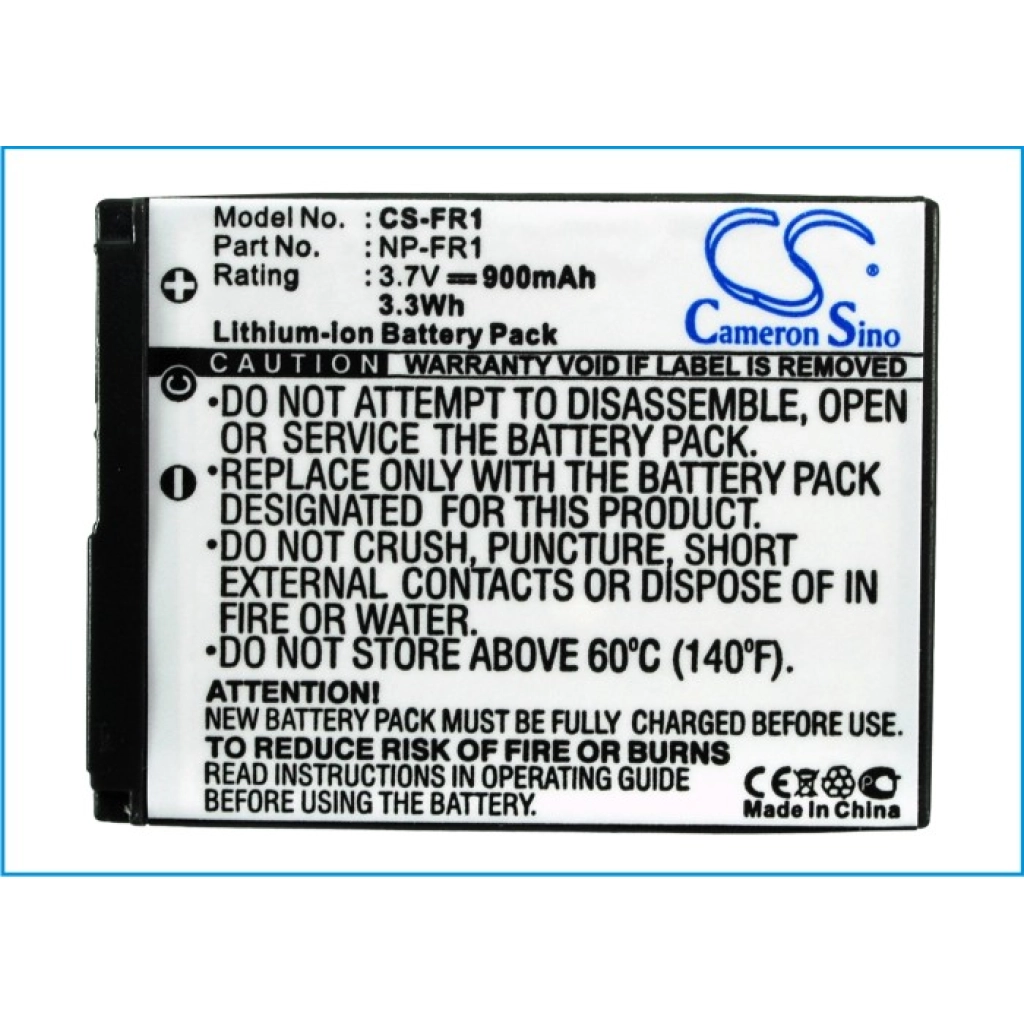 Model No. : CS-FR1
Part No. : NP-FR1
Rating : 3.7V 900mAh
3.3Wh
Lithium-ion Battery Pack
CS ®
Cameron Sino
CAUTION WARRANTY VOID IF LABEL IS REMOVED
C
•DO NOT ATTEMPT TO DISASSEMBLE, OPEN
OR SERVICE THE BATTERY PACK.
•REPLACE ONLY WITH THE BATTERY PACK
DESIGNATED FOR THIS PRODUCT.
•DO NOT CRUSH, PUNCTURE, SHORT
EXTERNAL CONTACTS OR DISPOSE OF IN
FIRE OR WATER.
•DO NOT STORE ABOVE 60ºC (140ºF).
ATTENTION!
NEW BATTERY PACK MUST BE FULLY CHARGED BEFORE USE.
TO REDUCE RISK OF FIRE OR BURNS
READ INSTRUCTIONS IN OPERATING GUIDE
BEFORE USING THE BATTERY.
CE
Made in China